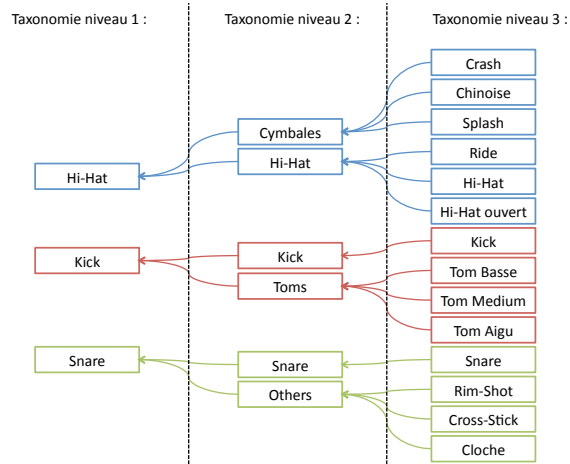 Taxonomie niveau 1 :
Taxonomie niveau 2 :
Taxonomie niveau 3 :
Hi-Hat
Kick
Snare
Cymbales
Hi-Hat
Kick
Toms
Snare
Others
Crash
Chinoise
Splash
Ride
Hi-Hat
Hi-Hat ouvert
Kick
Tom Basse
Tom Medium
Tom Aigu
Snare
Rim-Shot
Cross-Stick
Cloche